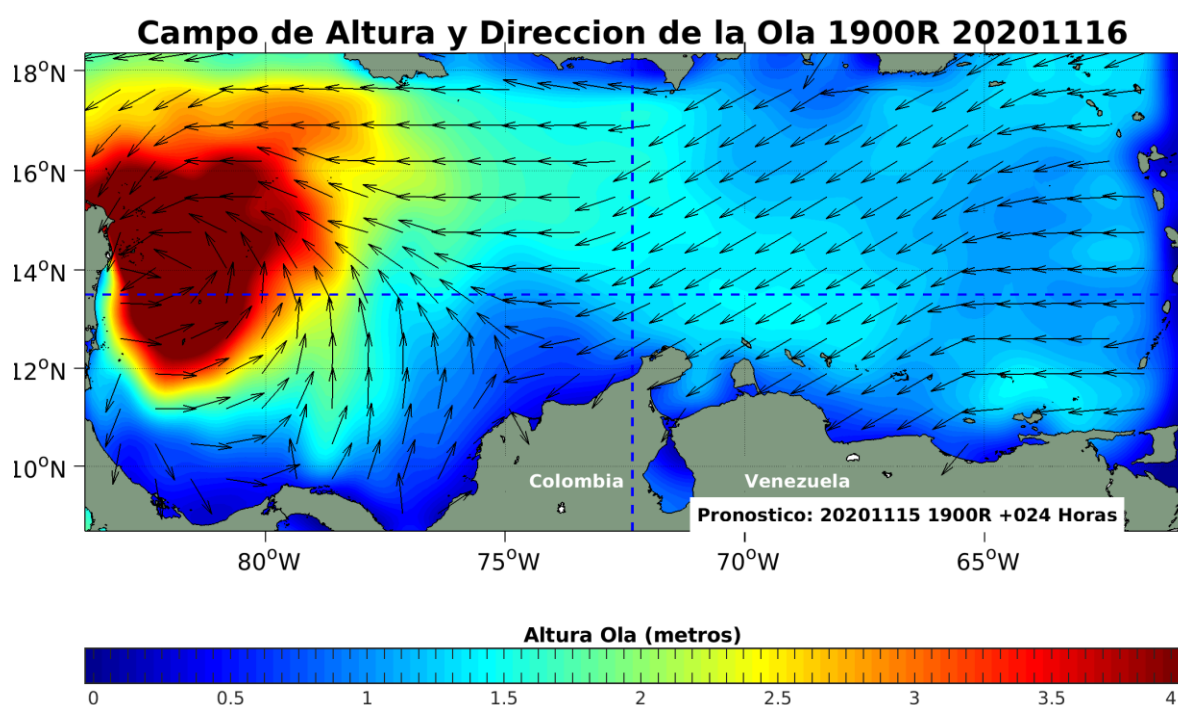 Campo de Altura y Direccion de la Ola 1900R 20201116
18°N
16°N
14°N
12°N
10°N
Colombia
Venezuela
Pronostico: 20201115 1900R +024 Horas
80°W
75°W
70°W
65°W
Altura Ola (metros)
0
0.5
1
1.5
2
2.5
3
3.5
4